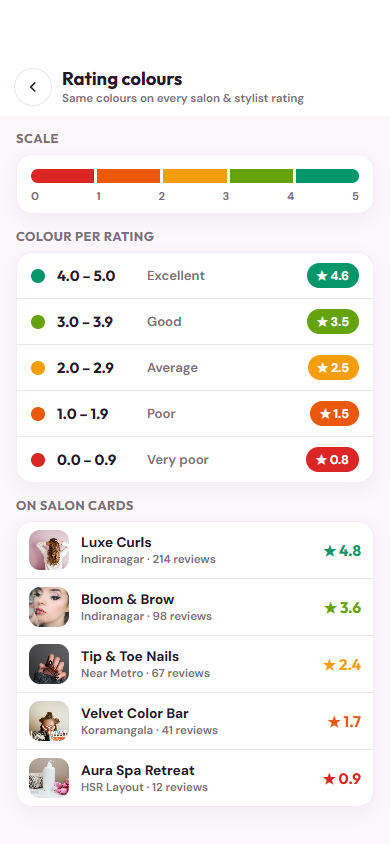 Rating colours
Same colours on every salon & stylist rating
SCALE
0 1 2 3 4 5
COLOUR PER RATING
4.0 – 5.0 Excellent ★ 4.6
3.0 – 3.9 Good ★ 3.5
2.0 – 2.9 Average ★ 2.5
1.0 – 1.9 Poor ★ 1.5
0.0 – 0.9 Very poor ★ 0.8
ON SALON CARDS
Luxe Curls
Indiranagar · 214 reviews
★ 4.8
Bloom & Brow
Indiranagar · 98 reviews
★ 3.6
Tip & Toe Nails
Near Metro · 67 reviews
★ 2.4
Velvet Color Bar
Koramangala · 41 reviews
★ 1.7
Aura Spa Retreat
HSR Layout · 12 reviews
★ 0.9